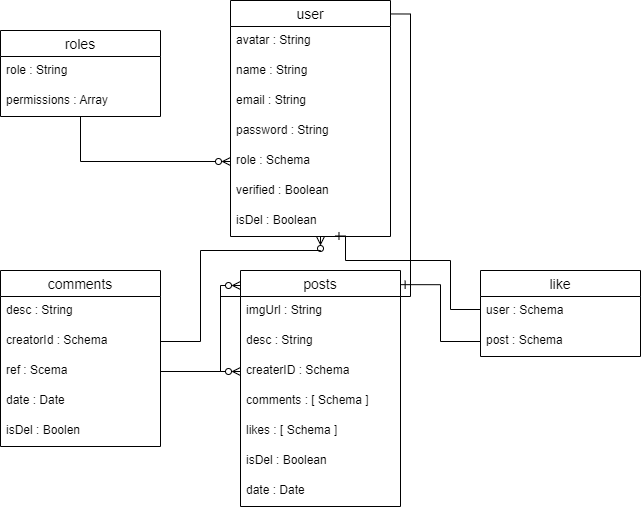 user
avatar : String
name : String
email : String
password : String
role : Schema
verified : Boolean
isDel : Boolean
roles
role : String
permissions : Array
comments
desc : String
creatorId : Schema
ref : Scema
date : Date
isDel : Boolen
posts
imgUrl : String
desc : String
createrID : Schema
comments : [ Schema ]
likes : [ Schema ]
isDel : Boolean
date : Date
like
user : Schema
post : Schema